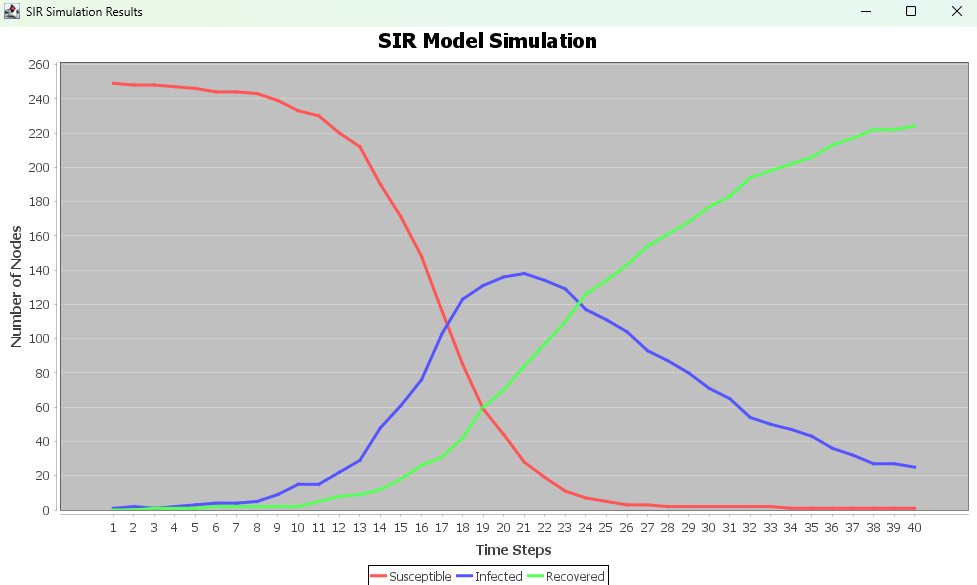 SIR Simulation Results
SIR Model Simulation
260
240
220
200
180
160
140
120
100
80
60
40
20
0
Number of Nodes
1 2 3 4 5 6 7 8 9 10 11 12 13 14 15 16 17 18 19 20 21 22 23 24 25 26 27 28 29 30 31 32 33 34 35 36 37 38 39 40
Time Steps
Susceptible Infected Recovered